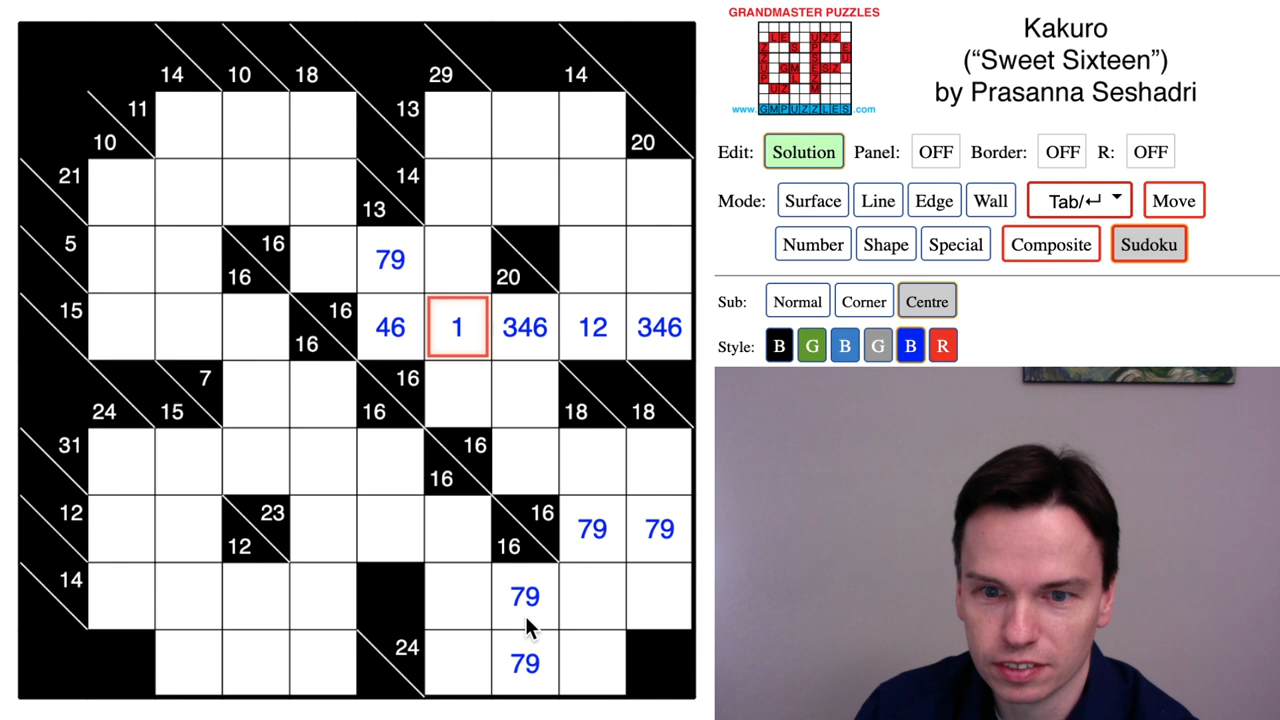 GRANDMASTER PUZZLES
www. GMPUZZLES .com
Kakuro
(“Sweet Sixteen”)
by Prasanna Seshadri
Edit: Solution Panel: OFF Border: OFF R: OFF
Mode: Surface Line Edge Wall Tab/↵ Move
Number Shape Special Composite Sudoku
Sub: Normal Corner Centre
Style: B G B G B R
14 10 18 29 14
11 13
10 20
21 14
13
5 16 79
16 20
15 16 46 1 346 12 346
16
7 16
24 15 16 18 18
31 16
16
12 23 16 79 79
12 16
14 79
24 79